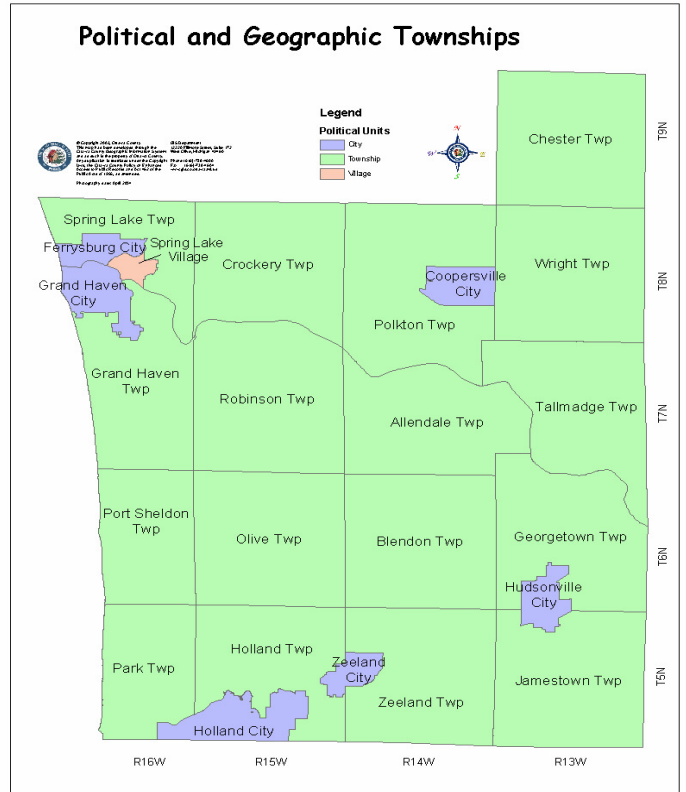 Political and Geographic Townships
Legend
Political Units
City
Township
Village
N
W
E
S
Chester Twp
T9N
Spring Lake Twp
Ferrysburg City
Spring Lake
Village
Crockery Twp
Wright Twp
T8N
Grand Haven
City
Coopersville
City
Polkton Twp
Grand Haven
Twp
Robinson Twp
Allendale Twp
Tallmadge Twp
T7N
Port Sheldon
Twp
Olive Twp
Blendon Twp
Georgetown Twp
T6N
Hudsonville
City
Park Twp
Holland Twp
Zeeland
City
Zeeland Twp
Jamestown Twp
T5N
Holland City
R16W
R15W
R14W
R13W